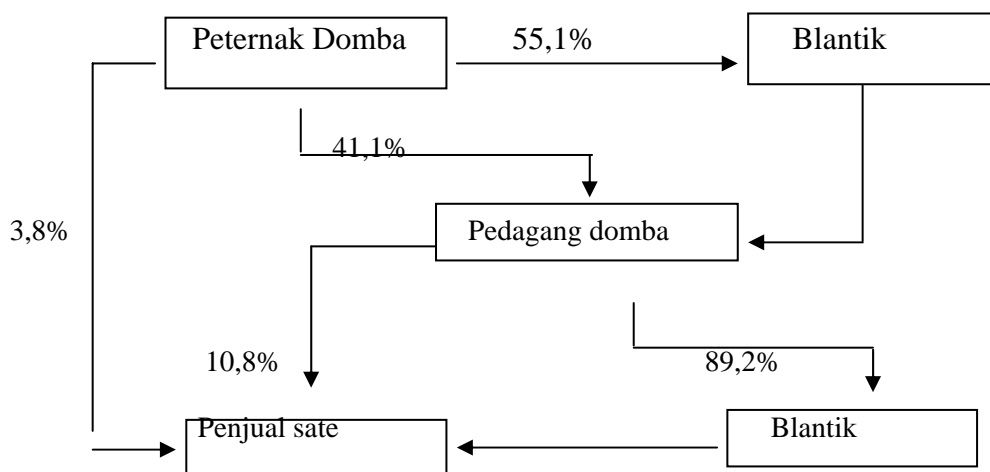 Peternak Domba
55,1%
Blantik
41,1%
3,8%
Pedagang domba
10,8%
89,2%
Penjual sate
Blantik